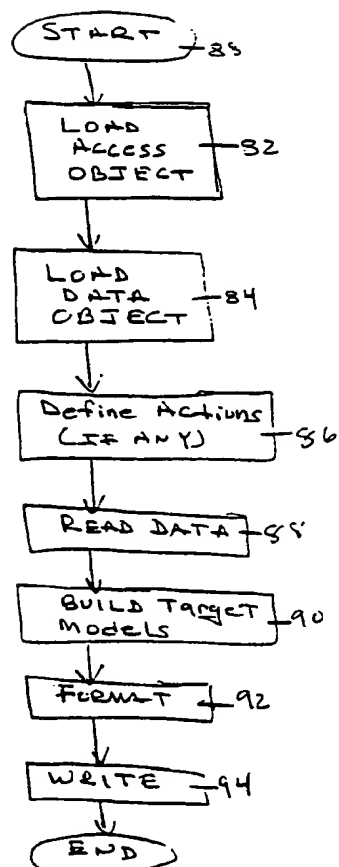 START
LOAD
ACCESS
OBJECT
82
LOAD
DATA
OBJECT
84
Define Actions
(IF ANY)
86
READ DATA
88
BUILD Target
Models
90
FORMAT
92
WRITE
94
END